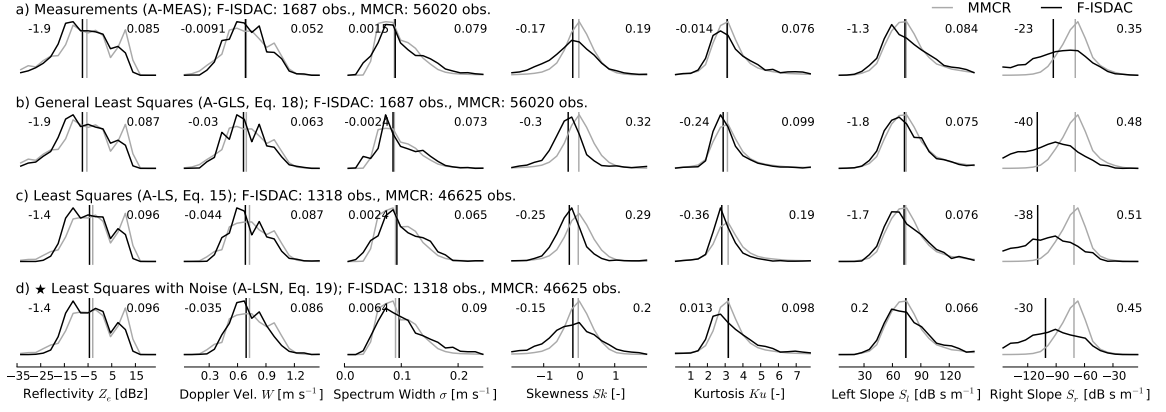 a) Measurements (A-MEAS); F-ISDAC: 1687 obs., MMCR: 56020 obs.
MMCR F-ISDAC
-1.9 0.085 -0.0091 0.052 0.0015 0.079 -0.17 0.19 -0.014 0.076 -1.3 0.084 -23 0.35
b) General Least Squares (A-GLS, Eq. 18); F-ISDAC: 1687 obs., MMCR: 56020 obs.
-1.9 0.087 -0.03 0.063 -0.0024 0.073 -0.3 0.32 -0.24 0.099 -1.8 0.075 -40 0.48
c) Least Squares (A-LS, Eq. 15); F-ISDAC: 1318 obs., MMCR: 46625 obs.
-1.4 0.096 -0.044 0.087 0.0024 0.065 -0.25 0.29 -0.36 0.19 -1.7 0.076 -38 0.51
d) ★ Least Squares with Noise (A-LSN, Eq. 19); F-ISDAC: 1318 obs., MMCR: 46625 obs.
-1.4 0.096 -0.035 0.086 0.0064 0.09 -0.15 0.2 0.013 0.098 0.2 0.066 -30 0.45
−35 −25 −15 −5 5 15 25 0.3 0.6 0.9 1.2 0.0 0.1 0.2 −1 0 1 1 2 3 4 5 6 7 30 60 90 120 −90 −60 −30
Reflectivity Z_e [dBz] Doppler Vel. W [m s⁻¹] Spectrum Width σ [m s⁻¹] Skewness Sk [-] Kurtosis Ku [-] Left Slope S_l [dB s m⁻¹] Right Slope S_r [dB s m⁻¹]